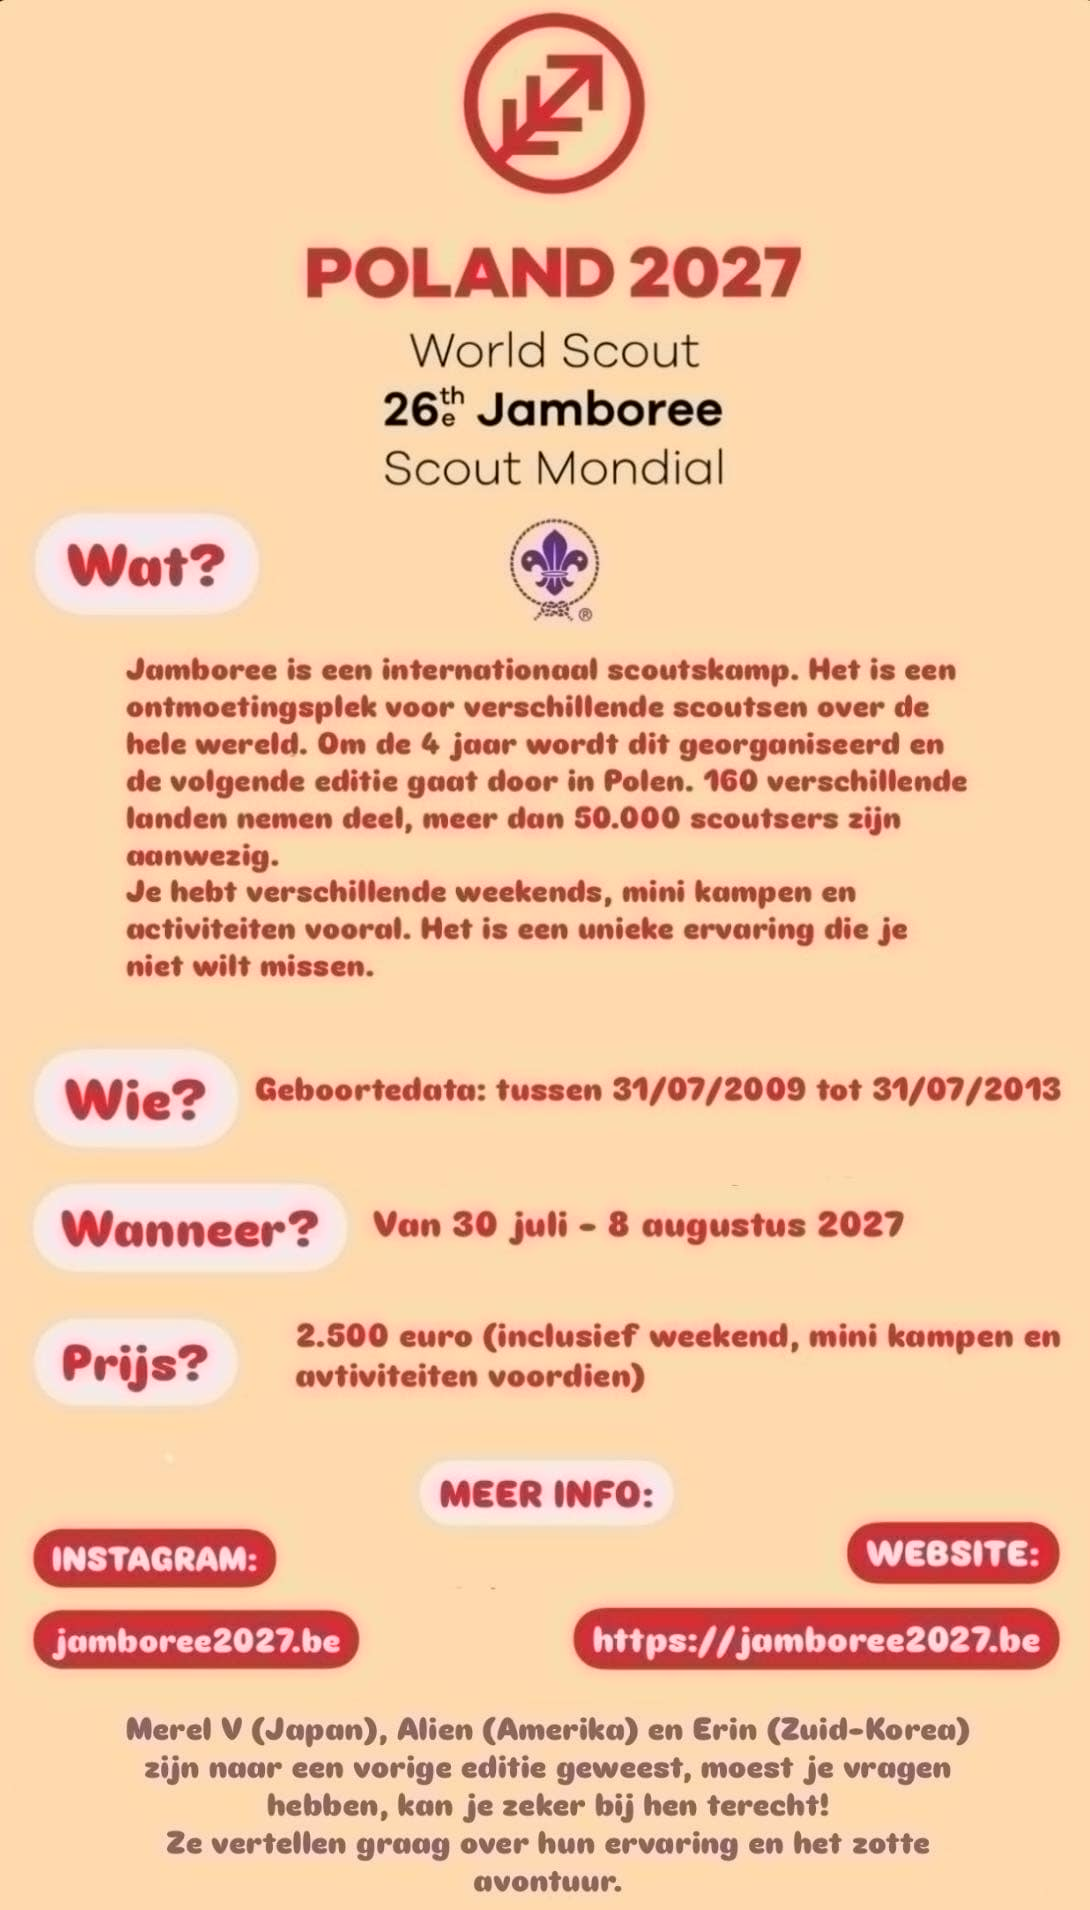 POLAND 2027
World Scout
26th e Jamboree
Scout Mondial
Wat?
®
Jamboree is een internationaal scoutskamp. Het is een
ontmoetingsplek voor verschillende scoutsen over de
hele wereld. Om de 4 jaar wordt dit georganiseerd en
de volgende editie gaat door in Polen. 160 verschillende
landen nemen deel, meer dan 50.000 scoutsers zijn
aanwezig.
Je hebt verschillende weekends, mini kampen en
activiteiten vooral. Het is een unieke ervaring die je
niet wilt missen.
Wie?
Geboortedata: tussen 31/07/2009 tot 31/07/2013
Wanneer?
Van 30 juli - 8 augustus 2027
Prijs?
2.500 euro (inclusief weekend, mini kampen en
avtiviteiten voordien)
MEER INFO:
INSTAGRAM:
WEBSITE:
jamboree2027.be
https://jamboree2027.be
Merel V (Japan), Alien (Amerika) en Erin (Zuid-Korea)
zijn naar een vorige editie geweest, moest je vragen
hebben, kan je zeker bij hen terecht!
Ze vertellen graag over hun ervaring en het zotte
avontuur.